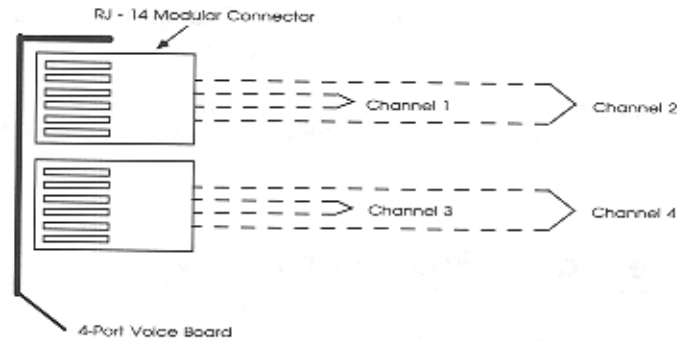 RJ - 14 Modular Connector
Channel 1
Channel 2
Channel 3
Channel 4
4-Port Voice Board